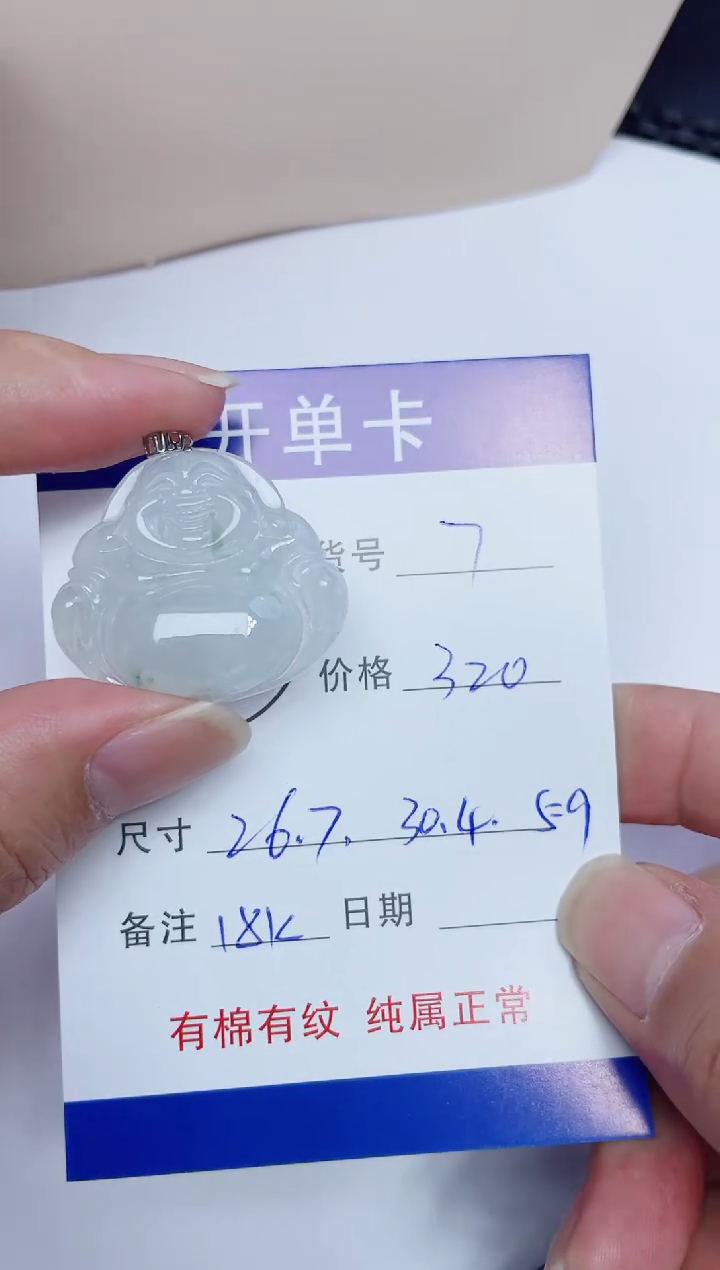 开单卡
货号 7
价格 320
尺寸 26.7. 30.4. 5.9
备注 18K 日期
有棉有纹 纯属正常